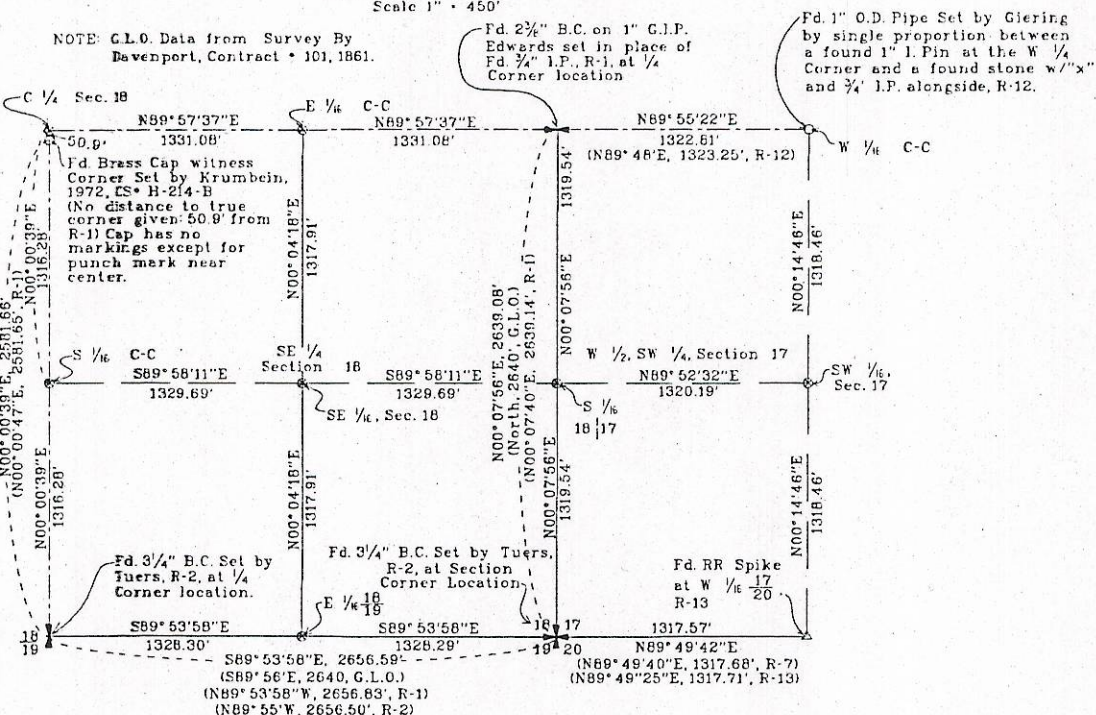 Scale 1" = 450'
NOTE: G.L.O. Data from Survey By
Davenport, Contract # 101, 1861.
Fd. 2 3/8" B.C. on 1" G.I.P.
Edwards set in place of
Fd. 3/4" I.P., R-1, at 1/4
Corner location
Fd. 1" O.D. Pipe Set by Giering
by single proportion between
a found 1" I. Pin at the W 1/4
Corner and a found stone w/"x"
and 3/4' I.P. alongside, R-12.
C 1/4 Sec. 18
E 1/16 C-C
W 1/16 C-C
N89°57'37"E
1331.08'
N89°57'37"E
1331.08'
N89°55'22"E
1322.81'
(N89°48'E, 1323.25', R-12)
50.9'
Fd. Brass Cap witness
Corner Set by Krumbein,
1972, CS# H-214-B
(No distance to true
corner given: 50.9' from
R-1) Cap has no
markings except for
punch mark near
center.
N00°00'39"E
1316.28'
N00°04'18"E
1317.91'
1319.54'
N00°07'56"E
N00°14'46"E
1318.46'
N00°00'39"E, 2581.66'
(N00°00'47"E, 2581.65', R-1)
N00°07'56"E, 2639.08'
(North, 2640', G.L.O.)
(N00°07'40"E, 2639.14', R-1)
S 1/16 C-C
SE 1/4
Section 18
W 1/2, SW 1/4, Section 17
S89°58'11"E
1329.69'
S89°58'11"E
1329.69'
N89°52'32"E
1320.19'
SE 1/16, Sec. 18
S 1/16
18|17
SW 1/16,
Sec. 17
N00°00'39"E
1316.28'
N00°04'18"E
1317.91'
N00°07'56"E
1319.54'
N00°14'46"E
1318.46'
Fd. 3 1/4" B.C. Set by
Tuers, R-2, at 1/4
Corner location.
Fd. 3 1/4" B.C. Set by Tuers,
R-2, at Section
Corner Location
Fd. RR Spike
at W 1/16 17/20
R-13
E 1/16 18/19
18
19
18 17
19 20
S89°53'58"E
1328.30'
S89°53'58"E
1328.29'
1317.57'
N89°49'42"E
(N89°49'40"E, 1317.68', R-7)
(N89°49'25"E, 1317.71', R-13)
S89°53'58"E, 2656.59'
(S89°56'E, 2640, G.L.O.)
(N89°53'58"W, 2656.83', R-1)
(N89°55'W, 2656.50', R-2)